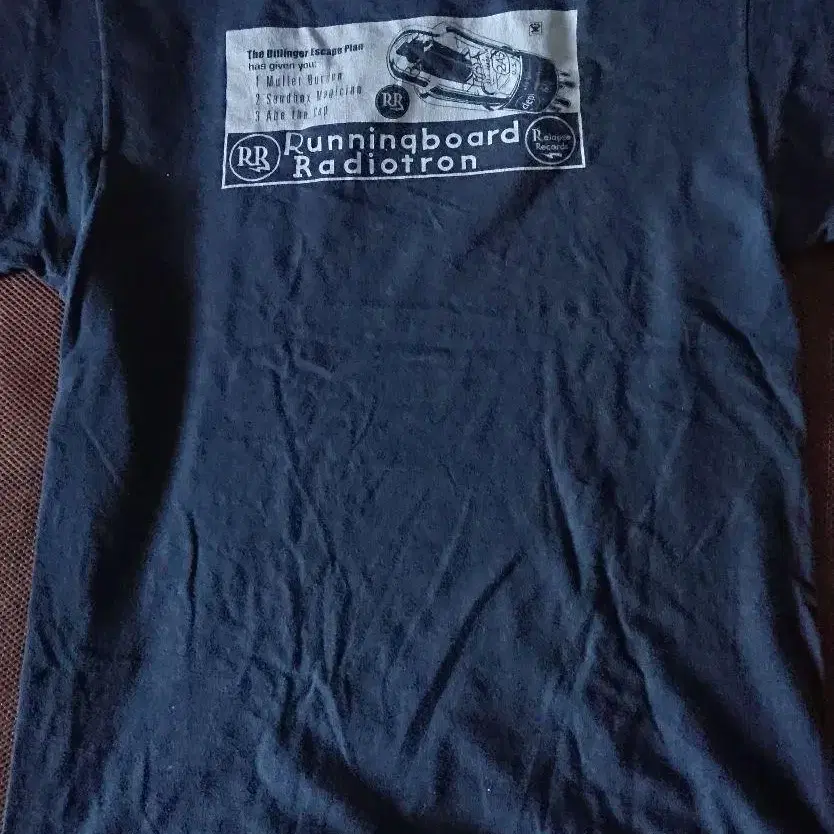 The Dillinger Escape Plan
has given you:
1 Mullet Burden
2 Sandbox Magician
3 Abe the Cop
RR
RR Runningboard
Radiotron
Relapse
Records
dep